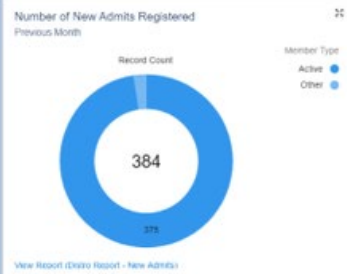 Number of New Admits Registered
Previous Month
Record Count
Member Type
Active
Other
384
375
View Report (Distro Report - New Admits)